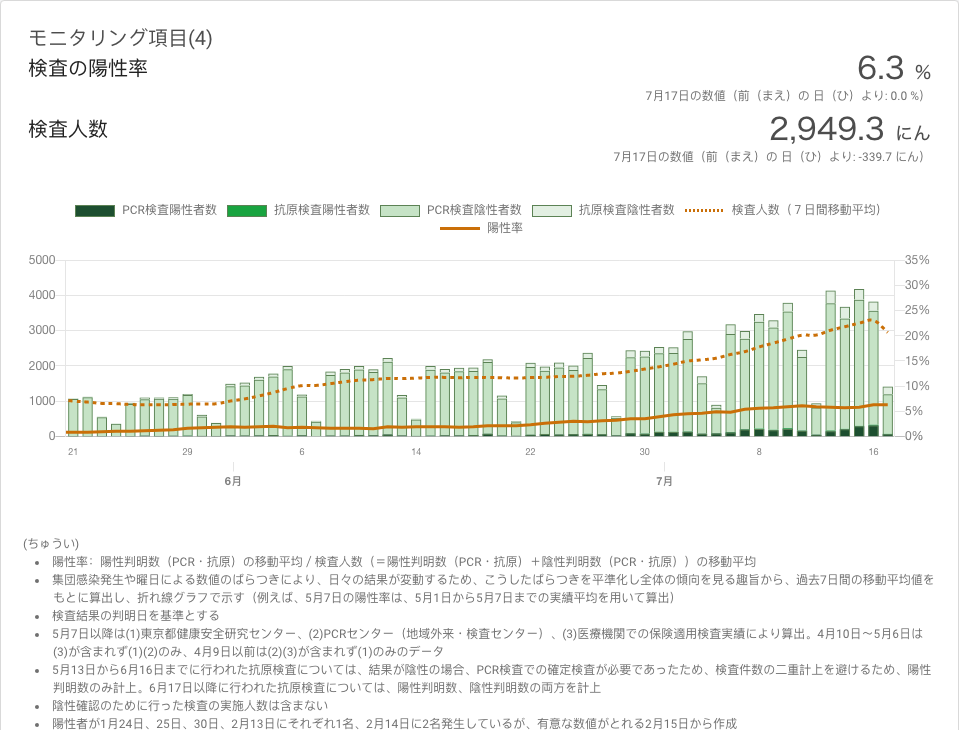 モニタリング項目(4)
検査の陽性率
6.3 %
7月17日の数値（前（まえ）の 日（ひ）より: 0.0 %）
検査人数
2,949.3 にん
7月17日の数値（前（まえ）の 日（ひ）より: -339.7 にん）
PCR検査陽性者数 抗原検査陽性者数 PCR検査陰性者数 抗原検査陰性者数 検査人数（７日間移動平均）
陽性率
5000 35%
30%
4000
25%
3000
20%
2000 15%
10%
1000
5%
0 0%
21 29 6 14 22 30 8 16
6月 7月
(ちゅうい)
• 陽性率：陽性判明数（PCR・抗原）の移動平均 / 検査人数（＝陽性判明数（PCR・抗原）＋陰性判明数（PCR・抗原））の移動平均
• 集団感染発生や曜日による数値のばらつきにより、日々の結果が変動するため、こうしたばらつきを平準化し全体の傾向を見る趣旨から、過去7日間の移動平均値を
もとに算出し、折れ線グラフで示す（例えば、5月7日の陽性率は、5月1日から5月7日までの実績平均を用いて算出）
• 検査結果の判明日を基準とする
• 5月7日以降は(1)東京都健康安全研究センター、(2)PCRセンター（地域外来・検査センター）、(3)医療機関での保険適用検査実績により算出。4月10日～5月6日は
(3)が含まれず(1)(2)のみ、4月9日以前は(2)(3)が含まれず(1)のみのデータ
• 5月13日から6月16日までに行われた抗原検査については、結果が陰性の場合、PCR検査での確定検査が必要であったため、検査件数の二重計上を避けるため、陽性
判明数のみ計上。6月17日以降に行われた抗原検査については、陽性判明数、陰性判明数の両方を計上
• 陰性確認のために行った検査の実施人数は含まない
• 陽性者が1月24日、25日、30日、2月13日にそれぞれ1名、2月14日に2名発生しているが、有意な数値がとれる2月15日から作成